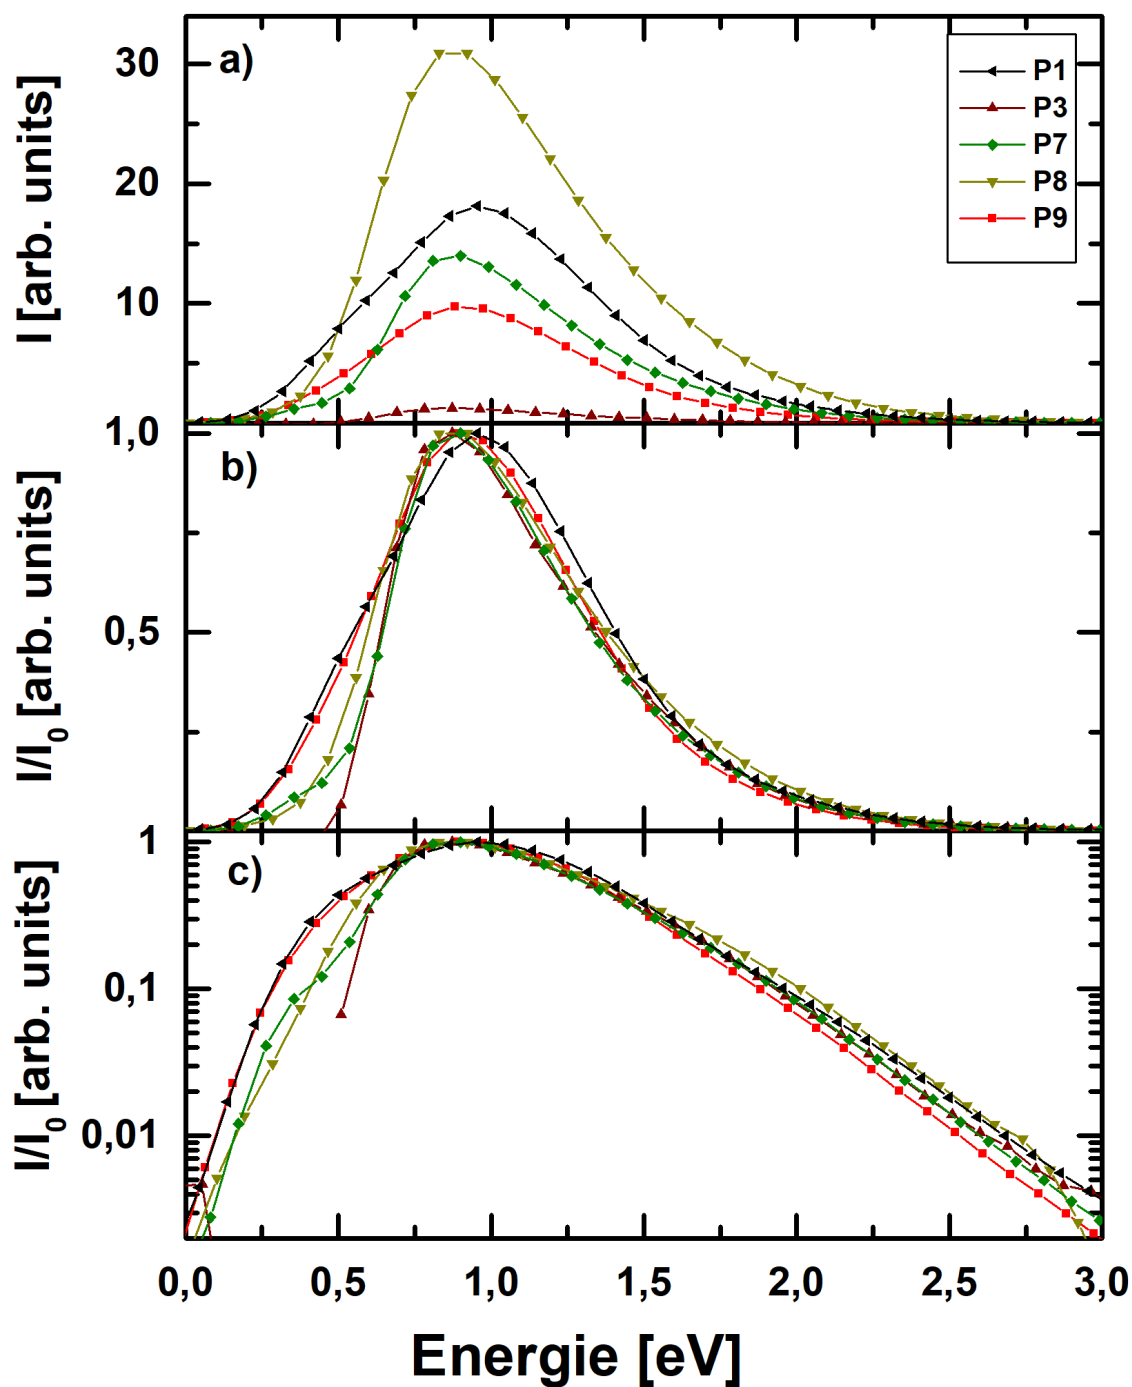 a)
30
20
10
I [arb. units]
P1
P3
P7
P8
P9
1,0
b)
1,0
0,5
I/I₀ [arb. units]
c)
1
0,1
0,01
I/I₀ [arb. units]
0,0 0,5 1,0 1,5 2,0 2,5 3,0
Energie [eV]